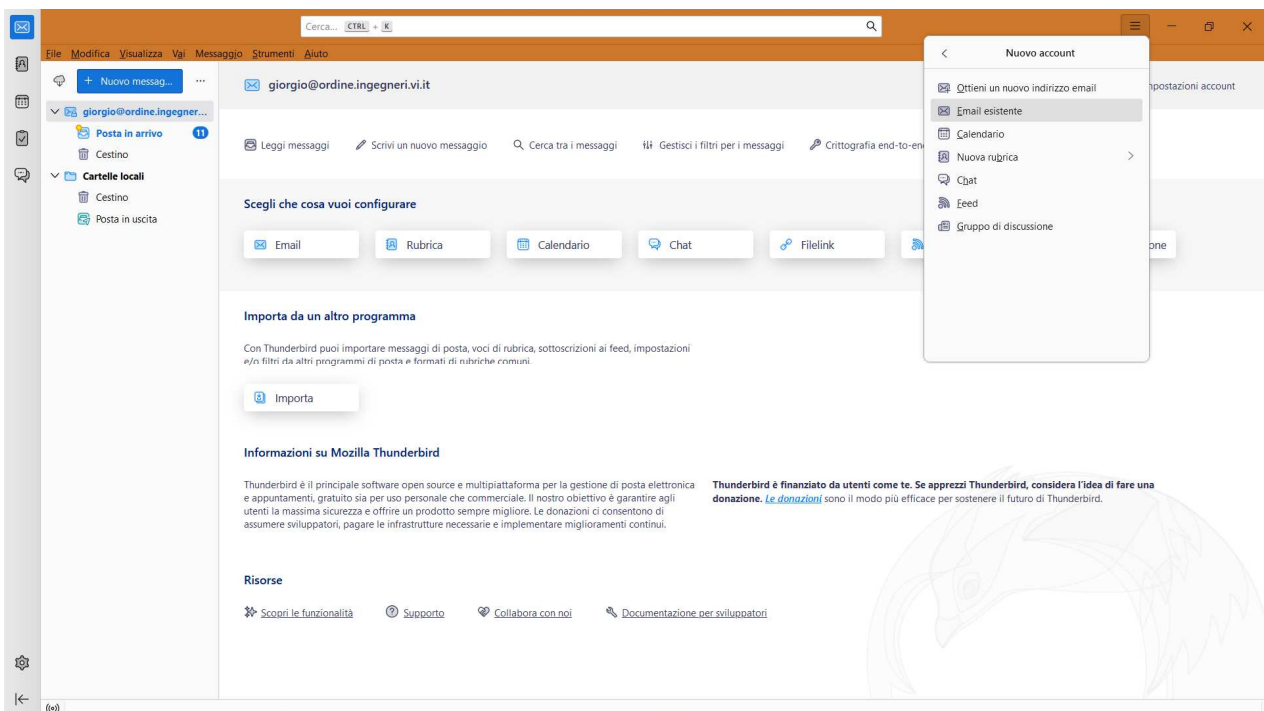 Cerca... CTRL + K
File Modifica Visualizza Vai Messaggio Strumenti Aiuto
+ Nuovo messag... ...
giorgio@ordine.ingegner...
Posta in arrivo 11
Cestino
Cartelle locali
Cestino
Posta in uscita
giorgio@ordine.ingegneri.vi.it
mpostazioni account
Leggi messaggi Scrivi un nuovo messaggio Cerca tra i messaggi Gestisci i filtri per i messaggi Crittografia end-to-en
Scegli che cosa vuoi configurare
Email Rubrica Calendario Chat Filelink one
Nuovo account
Ottieni un nuovo indirizzo email
Email esistente
Calendario
Nuova rubrica
Chat
Feed
Gruppo di discussione
Importa da un altro programma
Con Thunderbird puoi importare messaggi di posta, voci di rubrica, sottoscrizioni ai feed, impostazioni
e/o filtri da altri programmi di posta e formati di rubriche comuni.
Importa
Informazioni su Mozilla Thunderbird
Thunderbird è il principale software open source e multipiattaforma per la gestione di posta elettronica
e appuntamenti, gratuito sia per uso personale che commerciale. Il nostro obiettivo è garantire agli
utenti la massima sicurezza e offrire un prodotto sempre migliore. Le donazioni ci consentono di
assumere sviluppatori, pagare le infrastrutture necessarie e implementare miglioramenti continui.
Thunderbird è finanziato da utenti come te. Se apprezzi Thunderbird, considera l'idea di fare una
donazione. Le donazioni sono il modo più efficace per sostenere il futuro di Thunderbird.
Risorse
Scopri le funzionalità Supporto Collabora con noi Documentazione per sviluppatori